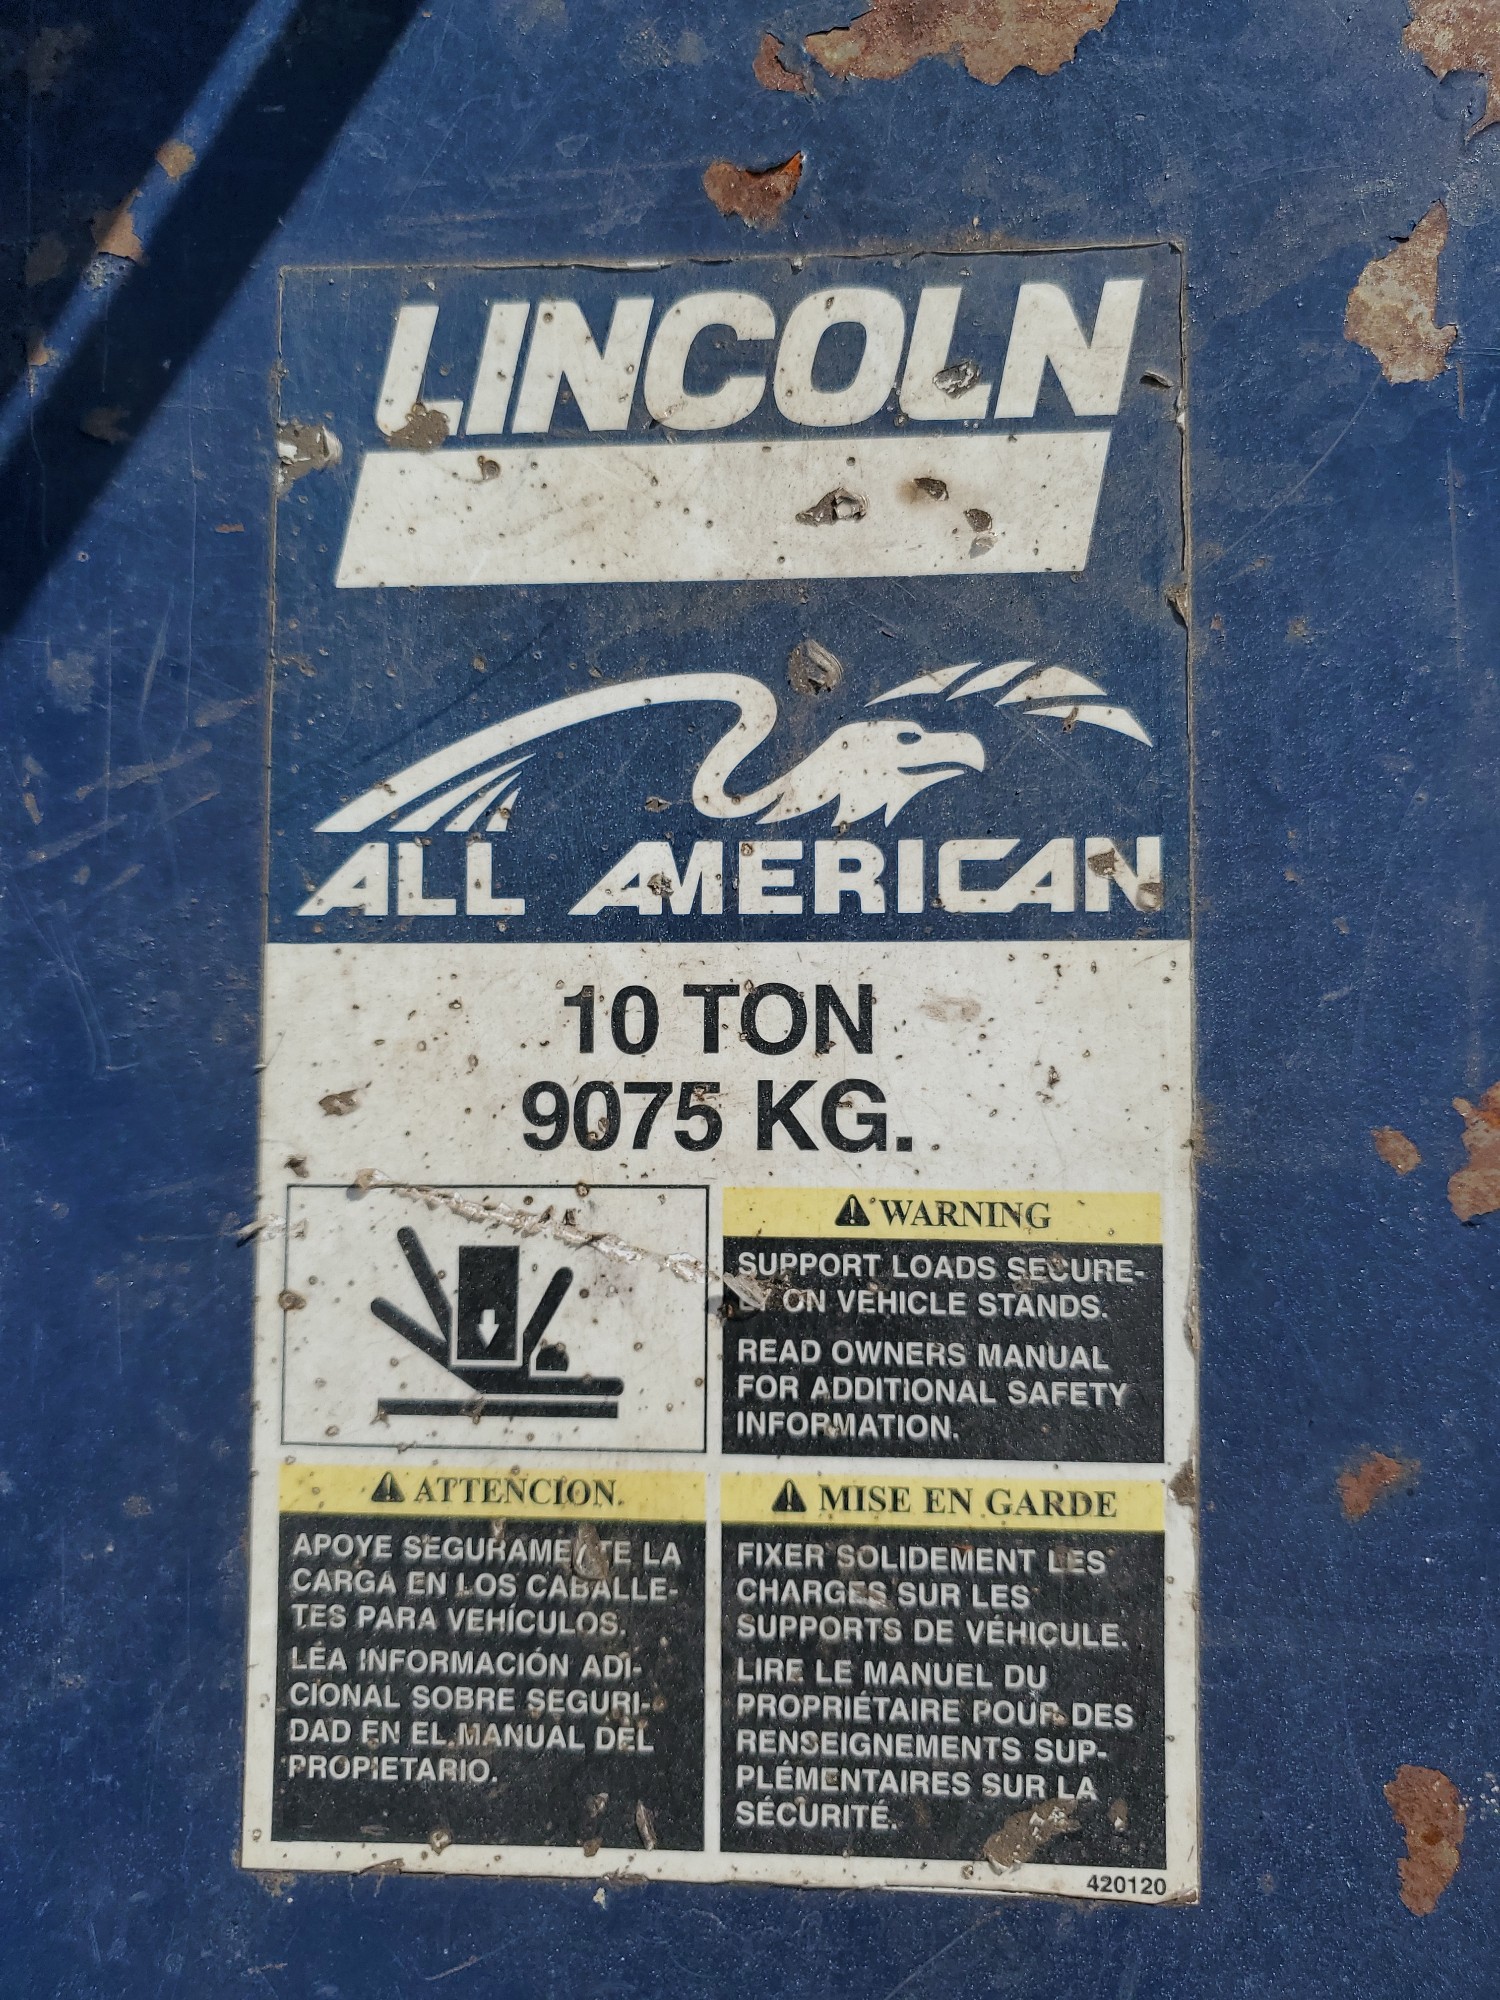 LINCOLN
ALL AMERICAN
10 TON
9075 KG.
WARNING
SUPPORT LOADS SECURE-
LY ON VEHICLE STANDS.
READ OWNERS MANUAL
FOR ADDITIONAL SAFETY
INFORMATION.
ATTENCION.
APOYE SEGURAMENTE LA
CARGA EN LOS CABALLE-
TES PARA VEHÍCULOS.
LEA INFORMACIÓN ADI-
CIONAL SOBRE SEGURI-
DAD EN EL MANUAL DEL
PROPIETARIO.
MISE EN GARDE
FIXER SOLIDEMENT LES
CHARGES SUR LES
SUPPORTS DE VÉHICULE.
LIRE LE MANUEL DU
PROPRIÉTAIRE POUR DES
RENSEIGNEMENTS SUP-
PLÉMENTAIRES SUR LA
SÉCURITÉ.
420120